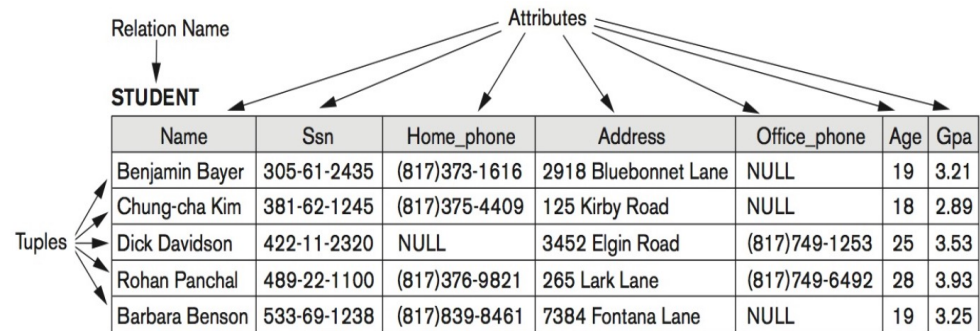 Attributes
Relation Name
STUDENT
Name Ssn Home_phone Address Office_phone Age Gpa
Benjamin Bayer 305-61-2435 (817)373-1616 2918 Bluebonnet Lane NULL 19 3.21
Chung-cha Kim 381-62-1245 (817)375-4409 125 Kirby Road NULL 18 2.89
Tuples Dick Davidson 422-11-2320 NULL 3452 Elgin Road (817)749-1253 25 3.53
Rohan Panchal 489-22-1100 (817)376-9821 265 Lark Lane (817)749-6492 28 3.93
Barbara Benson 533-69-1238 (817)839-8461 7384 Fontana Lane NULL 19 3.25